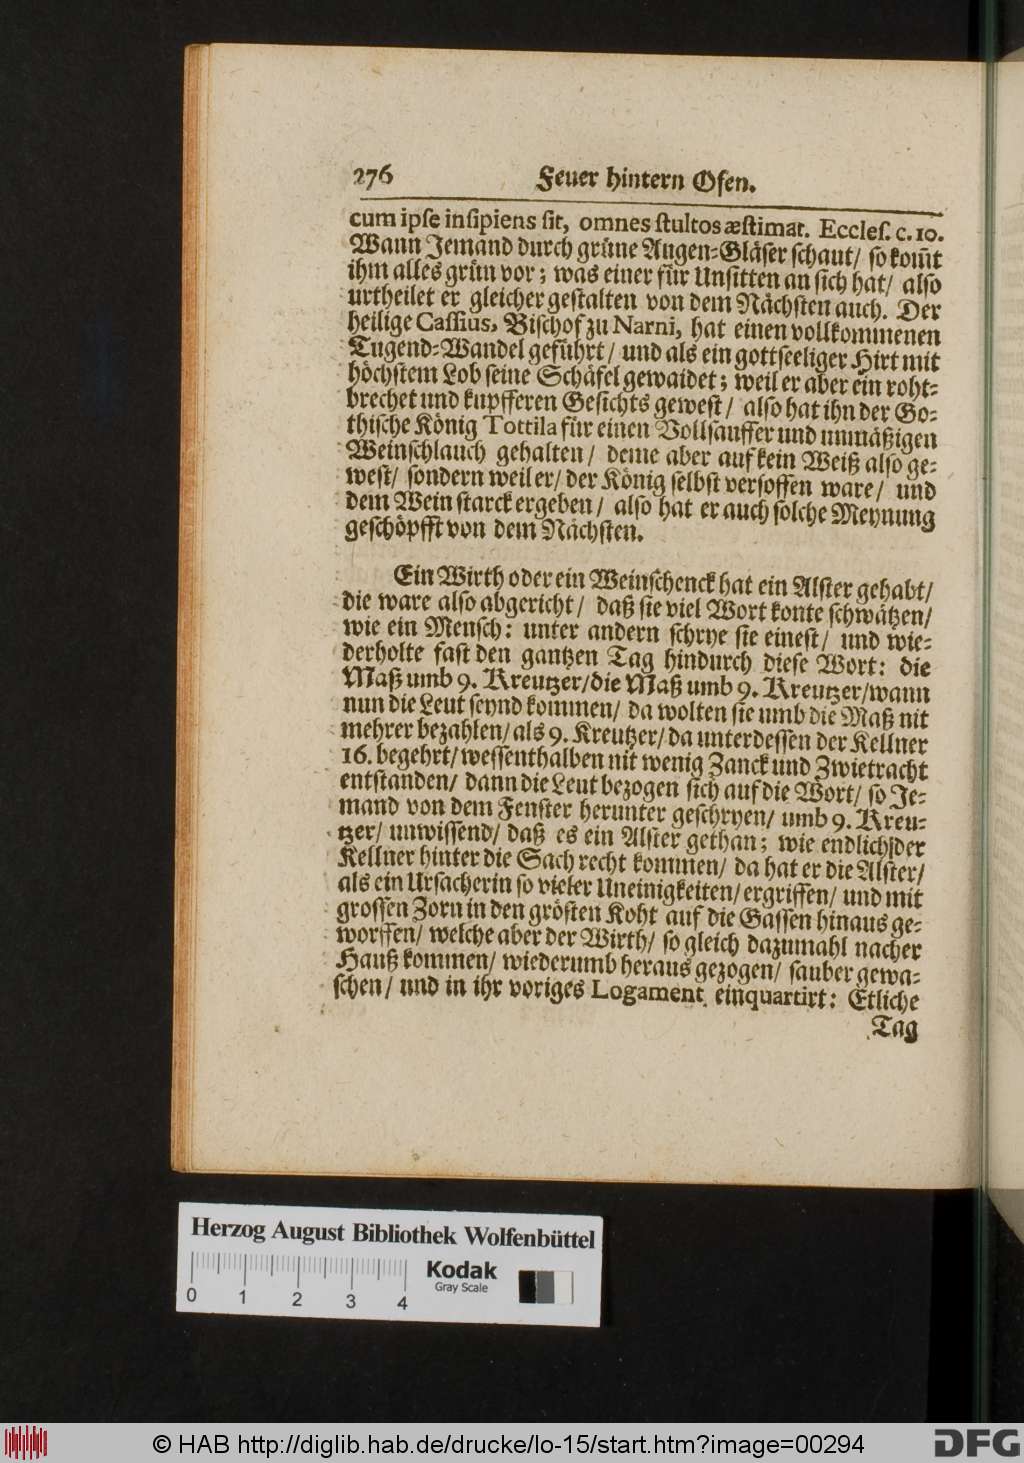 276 Feuer hintern Ofen.
cum ipse insipiens sit, omnes stultos æstimat. Eccles. c. 10.
Wann Jemand durch grüne Augen-Gläser schaut/ so kom̃t
ihm alles grün vor; was einer für Unsitten an sich hat/ also
urtheilet er gleicher gestalten von dem Nächsten auch. Der
heilige Cassius, Bischof zu Narni, hat einen vollkommenen
Tugend-Wandel geführt/ und als ein gottseeliger Hirt mit
höchstem Lob seine Schäfel gewaidet; weil er aber ein roht-
brechet und kupfferen Gesichts gewest/ also hat ihn der Go-
thische König Tottila für einen Vollsauffer und unmäßigen
Weinschlauch gehalten/ deme aber auf kein Weiß also ge-
west/ sondern weil er/ der König selbst versoffen ware/ und
dem Wein starck ergeben/ also hat er auch solche Meynung
geschöpfft von dem Nächsten.
Ein Wirth oder ein Weinschenck hat ein Alster gehabt/
die ware also abgericht/ daß sie viel Wort konte schwätzen/
wie ein Mensch: unter andern schrye sie einest/ und wie-
derholte fast den gantzen Tag hindurch diese Wort: die
Maß umb 9. Kreutzer/die Maß umb 9. Kreutzer/wann
nun die Leut seynd kommen/ da wolten sie umb die Maß nit
mehrer bezahlen/ als 9. Kreutzer/ da unterdessen der Kellner
16. begehrt/ wessenthalben nit wenig Zanck und Zwietracht
entstanden/ dann die Leut bezogen sich auf die Wort/ so Je-
mand von dem Fenster herunter geschryen/ umb 9. Kreu-
tzer/ unwissend/ daß es ein Alster gethan; wie endlich der
Kellner hinter die Sach recht kommen/ da hat er die Alster/
als ein Ursacherin so vieler Uneinigkeiten/ ergriffen/ und mit
grossen Zorn in den grösten Koht auf die Gassen hinaus ge-
worffen/ welche aber der Wirth/ so gleich dazumahl nacher
Hauß kommen/ wiederumb heraus gezogen/ sauber gewa-
schen/ und in ihr voriges Logament einquartirt: Etliche
Tag
Herzog August Bibliothek Wolfenbüttel
Kodak
Gray Scale
0 1 2 3 4
© HAB http://diglib.hab.de/drucke/lo-15/start.htm?image=00294
DFG